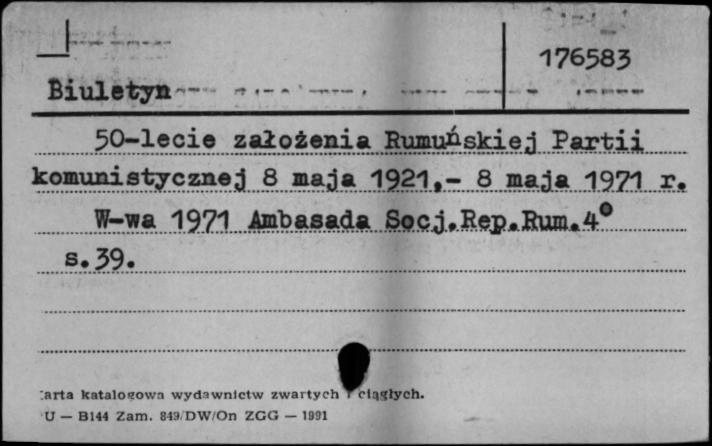 176583
Biuletyn
50-lecie założenia Rumuńskiej Partii
komunistycznej 8 maja 1921,- 8 maja 1971 r.
W-wa 1971 Ambasada Socj.Rep.Rum.4°
s.39.
arta katalogowa wydawnictw zwartych i ciągłych.
U — B144 Zam. 849/DW/On ZGG — 1991